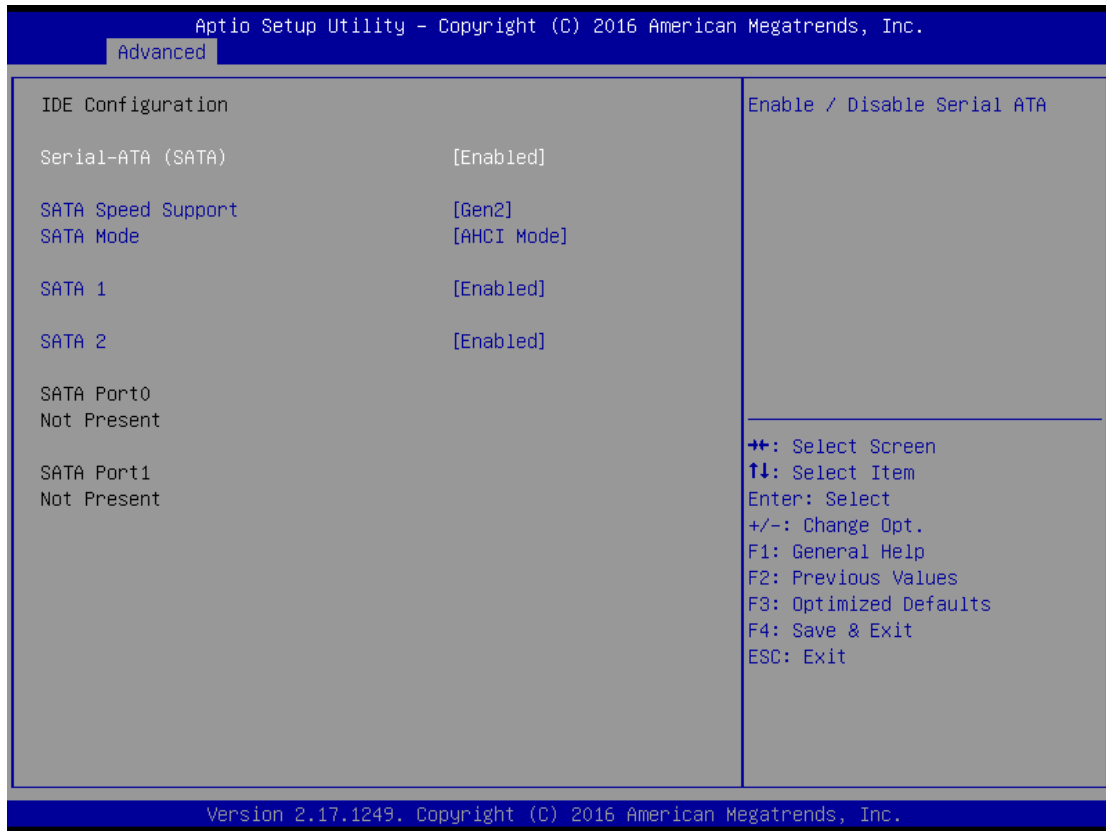 Aptio Setup Utility – Copyright (C) 2016 American Megatrends, Inc.
Advanced
IDE Configuration
Serial-ATA (SATA) [Enabled]
SATA Speed Support [Gen2]
SATA Mode [AHCI Mode]
SATA 1 [Enabled]
SATA 2 [Enabled]
SATA Port0
Not Present
SATA Port1
Not Present
Enable / Disable Serial ATA
→←: Select Screen
↑↓: Select Item
Enter: Select
+/-: Change Opt.
F1: General Help
F2: Previous Values
F3: Optimized Defaults
F4: Save & Exit
ESC: Exit
Version 2.17.1249. Copyright (C) 2016 American Megatrends, Inc.